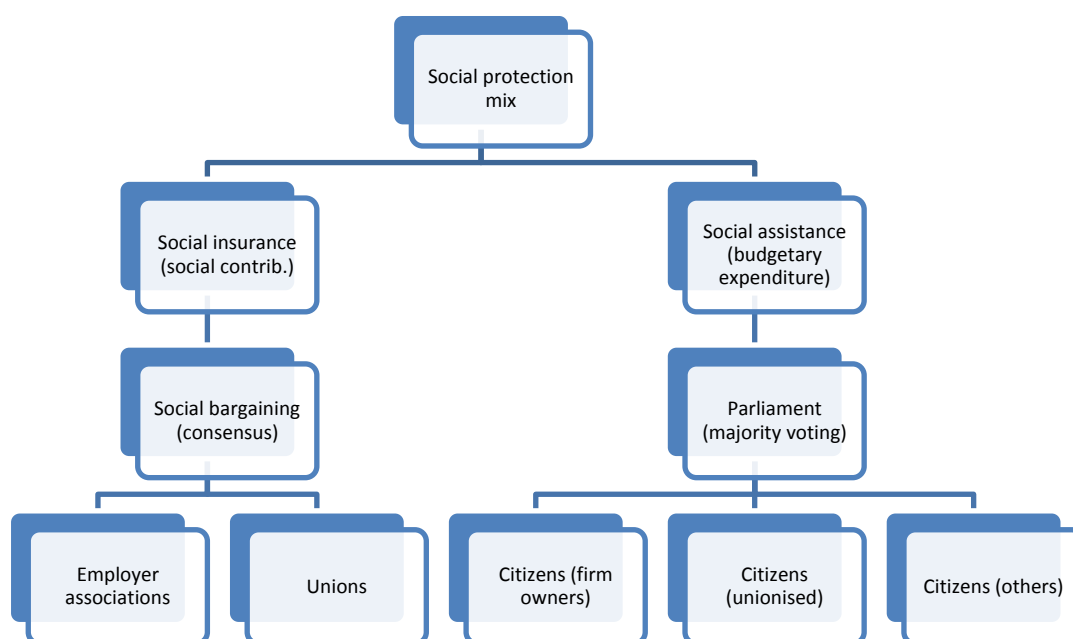 Social protection
mix
Social insurance
(social contrib.)
Social assistance
(budgetary
expenditure)
Social bargaining
(consensus)
Parliament
(majority voting)
Employer
associations
Unions
Citizens (firm
owners)
Citizens
(unionised)
Citizens (others)